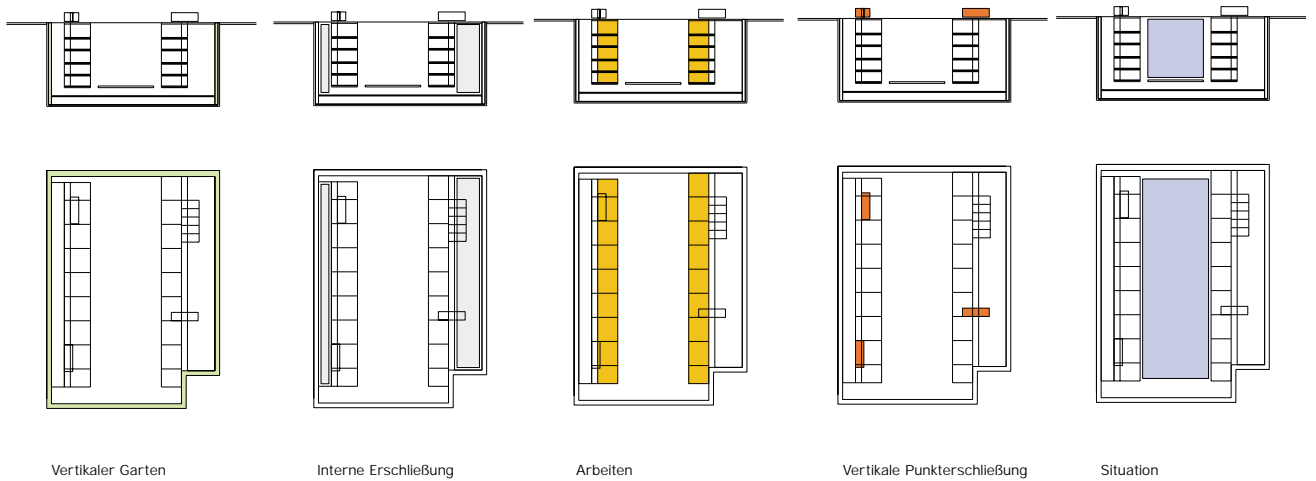 Vertikaler Garten
Interne Erschließung
Arbeiten
Vertikale Punkterschließung
Situation